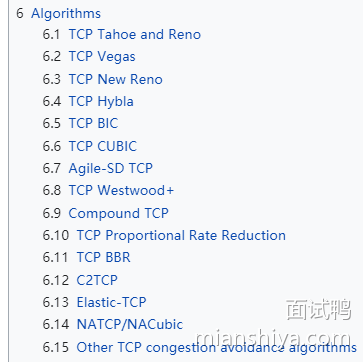 6 Algorithms
6.1 TCP Tahoe and Reno
6.2 TCP Vegas
6.3 TCP New Reno
6.4 TCP Hybla
6.5 TCP BIC
6.6 TCP CUBIC
6.7 Agile-SD TCP
6.8 TCP Westwood+
6.9 Compound TCP
6.10 TCP Proportional Rate Reduction
6.11 TCP BBR
6.12 C2TCP
6.13 Elastic-TCP
6.14 NATCP/NACubic
6.15 Other TCP congestion avoidance algorithms
面试鸭
mianshiya.com